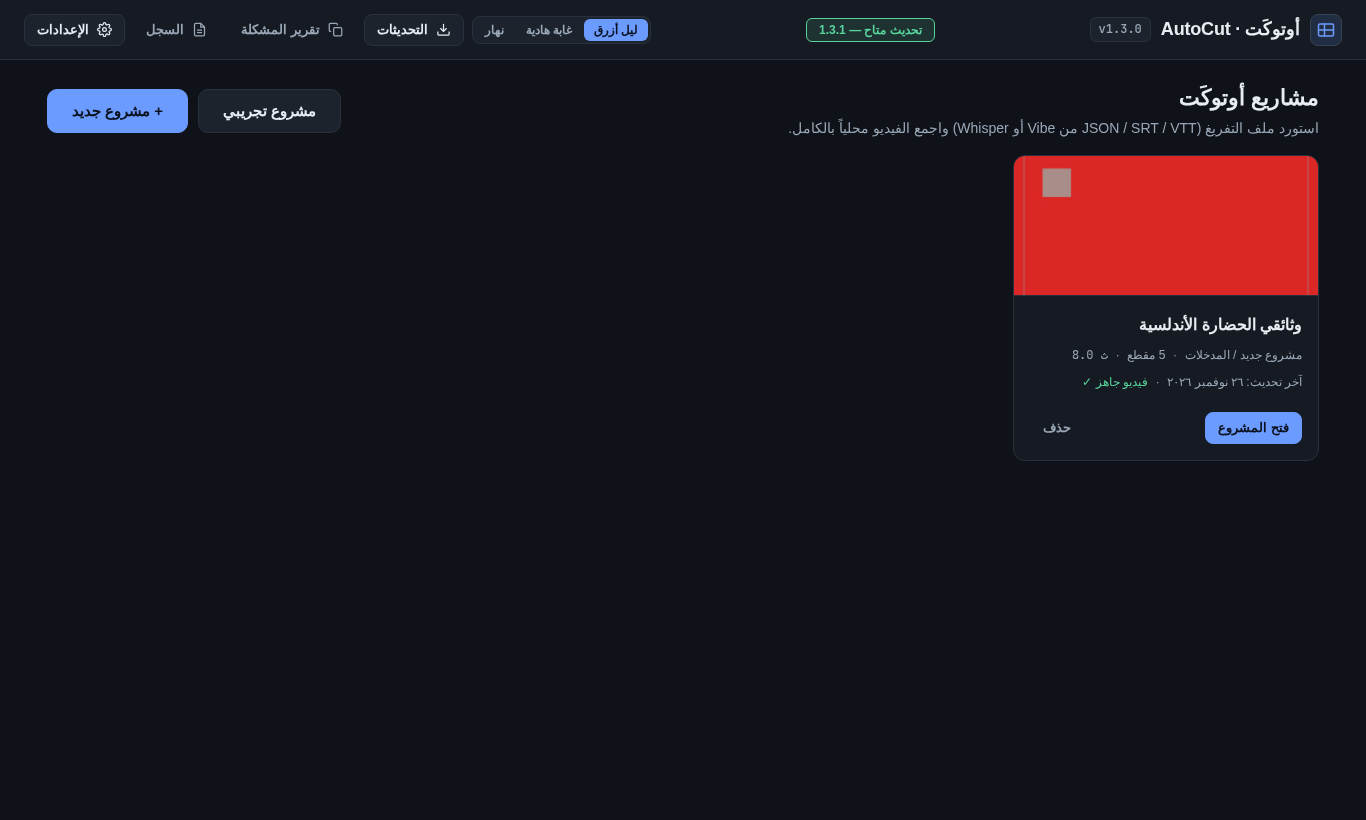 أوتوكَت · AutoCut
v1.3.0
تحديث متاح — 1.3.1
ليل أزرق
غابة هادية
نهار
التحديثات
تقرير المشكلة
السجل
الإعدادات
مشاريع أوتوكَت
استورد ملف التفريغ (JSON / SRT / VTT من Vibe أو Whisper) واجمع الفيديو محلياً بالكامل.
مشروع تجريبي
+ مشروع جديد
وثائقي الحضارة الأندلسية
مشروع جديد / المدخلات · 5 مقطع · 8.0 ث
آخر تحديث: ٢٦ نوفمبر ٢٠٢٦ · فيديو جاهز ✓
فتح المشروع
حذف